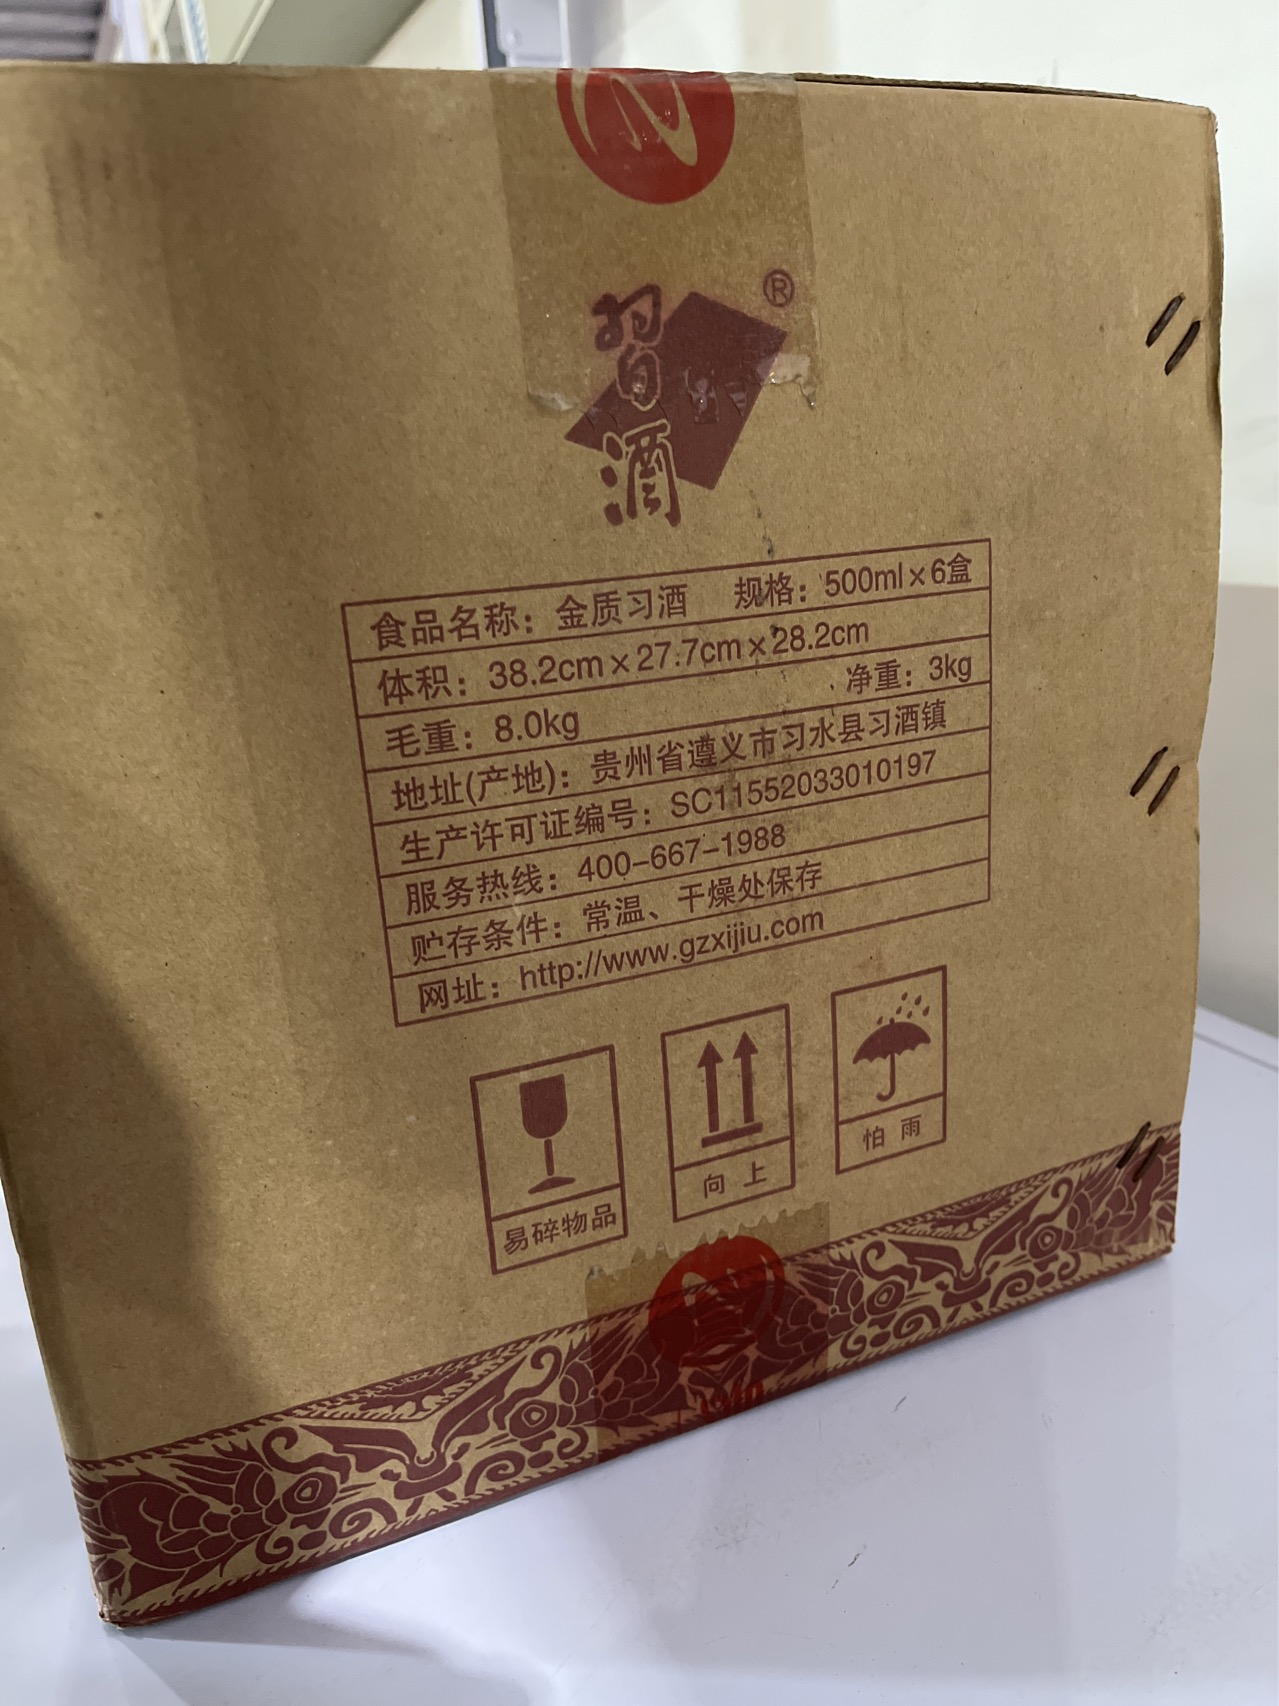 ®
習
酒
食品名称：金质习酒 规格：500ml×6盒
体积：38.2cm×27.7cm×28.2cm
毛重：8.0kg 净重：3kg
地址(产地)：贵州省遵义市习水县习酒镇
生产许可证编号：SC11552033010197
服务热线：400-667-1988
贮存条件：常温、干燥处保存
网址：http://www.gzxijiu.com
易碎物品
向上
怕雨